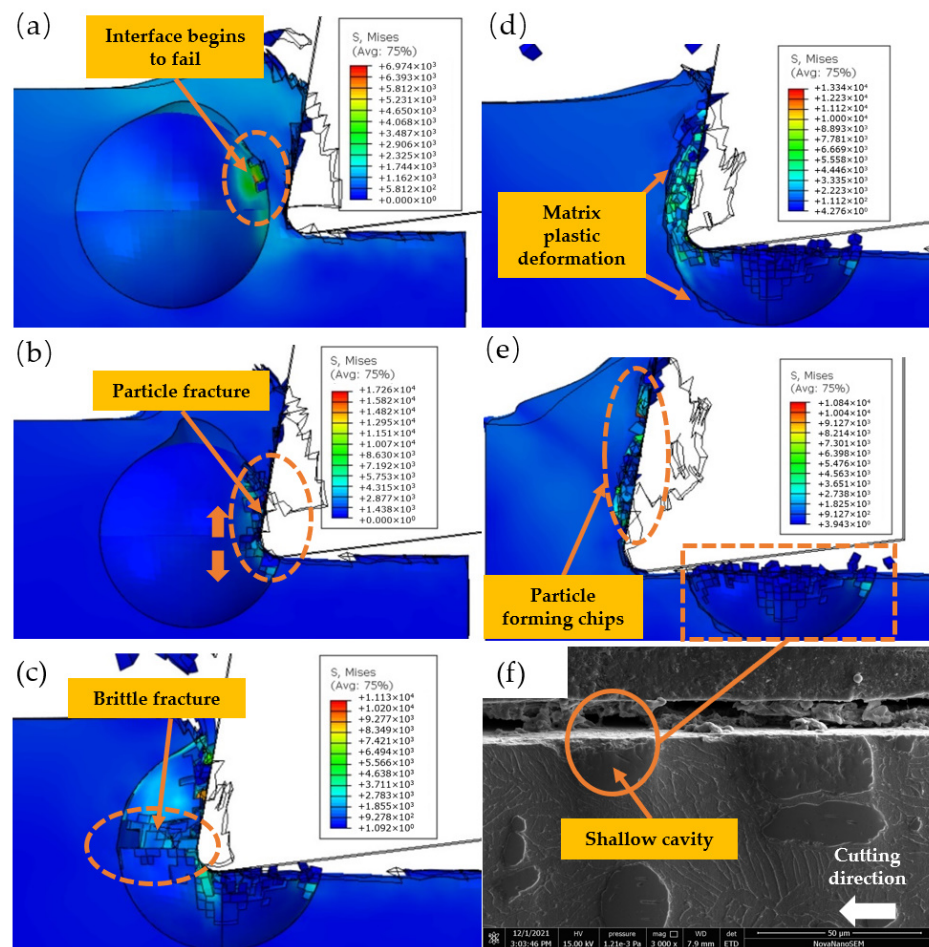 (a)
Interface begins
to fail
S, Mises
(Avg: 75%)
+6.974×10³
+6.393×10³
+5.812×10³
+5.231×10³
+4.650×10³
+4.068×10³
+3.487×10³
+2.906×10³
+2.325×10³
+1.744×10³
+1.162×10³
+5.812×10²
+0.000×10⁰
(d)
S, Mises
(Avg: 75%)
+1.334×10⁴
+1.223×10⁴
+1.112×10⁴
+1.000×10⁴
+8.893×10³
+7.781×10³
+6.669×10³
+5.558×10³
+4.446×10³
+3.335×10³
+2.223×10³
+1.112×10³
+4.276×10⁰
Matrix
plastic
deformation
(b)
Particle fracture
S, Mises
(Avg: 75%)
+1.726×10⁴
+1.582×10⁴
+1.482×10⁴
+1.295×10⁴
+1.151×10⁴
+1.007×10⁴
+8.630×10³
+7.192×10³
+5.753×10³
+4.315×10³
+2.877×10³
+1.438×10³
+0.000×10⁰
(e)
S, Mises
(Avg: 75%)
+1.084×10⁴
+1.004×10⁴
+9.127×10³
+8.214×10³
+7.301×10³
+6.398×10³
+5.476×10³
+4.563×10³
+3.651×10³
+2.738×10³
+1.825×10³
+9.127×10²
+3.943×10⁰
Particle
forming chips
(c)
Brittle fracture
S, Mises
(Avg: 75%)
+1.113×10⁴
+1.020×10⁴
+9.277×10³
+8.349×10³
+7.421×10³
+6.494×10³
+5.566×10³
+4.638×10³
+3.711×10³
+2.783×10³
+1.855×10³
+9.278×10²
+1.092×10⁰
(f)
Shallow cavity
Cutting
direction
12/1/2021 HV pressure mag WD det
3:03:46 PM 15.00 kV 1.21e-3 Pa 3 000 x 7.9 mm ETD
50 µm
NovaNanoSEM